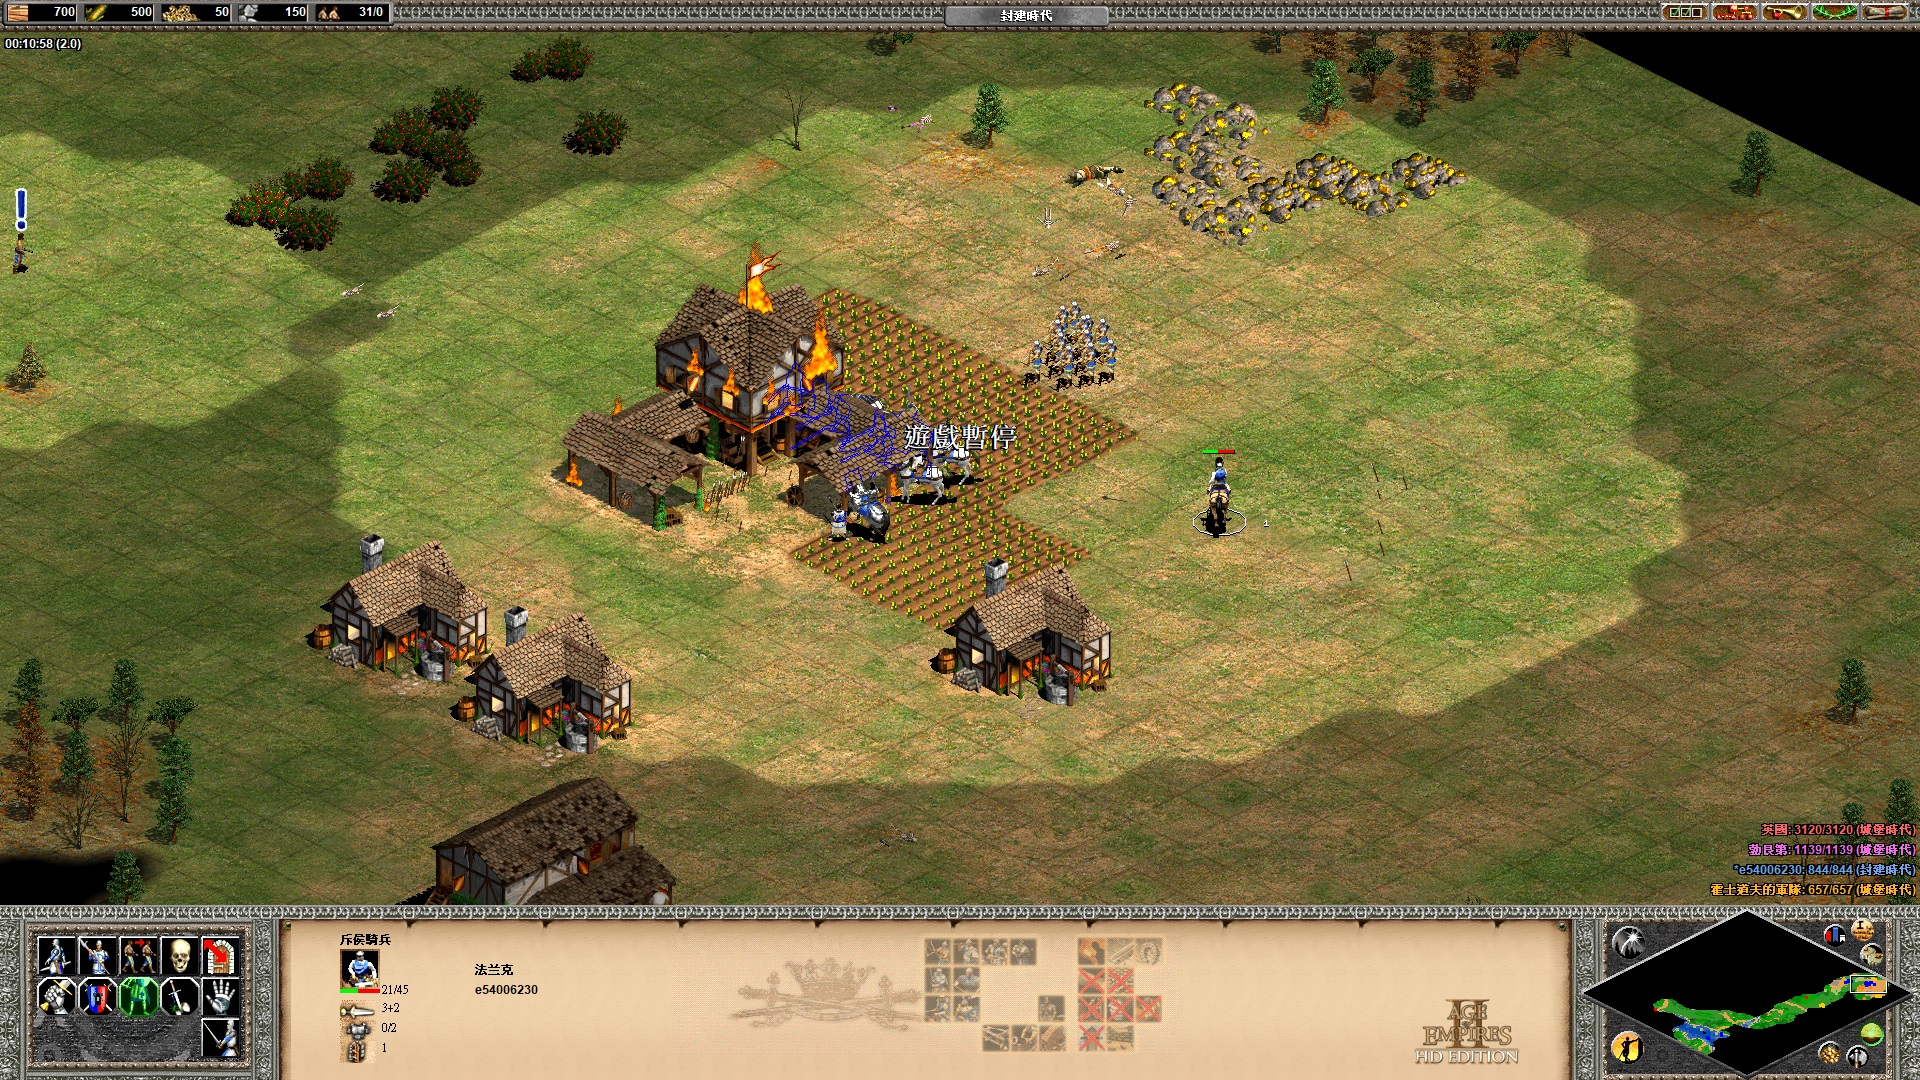 700 500 50 150 31/0
封建時代
00:10:58 (2.0)
遊戲暫停
1
英國: 3120/3120 (城堡時代)
勃艮第: 1139/1139 (城堡時代)
*e54006230: 844/844 (封建時代)
霍士道夫的軍隊: 657/657 (城堡時代)
斥侯騎兵
21/45
3+2
0/2
1
法兰克
e54006230
AGE OF EMPIRES II
HD EDITION